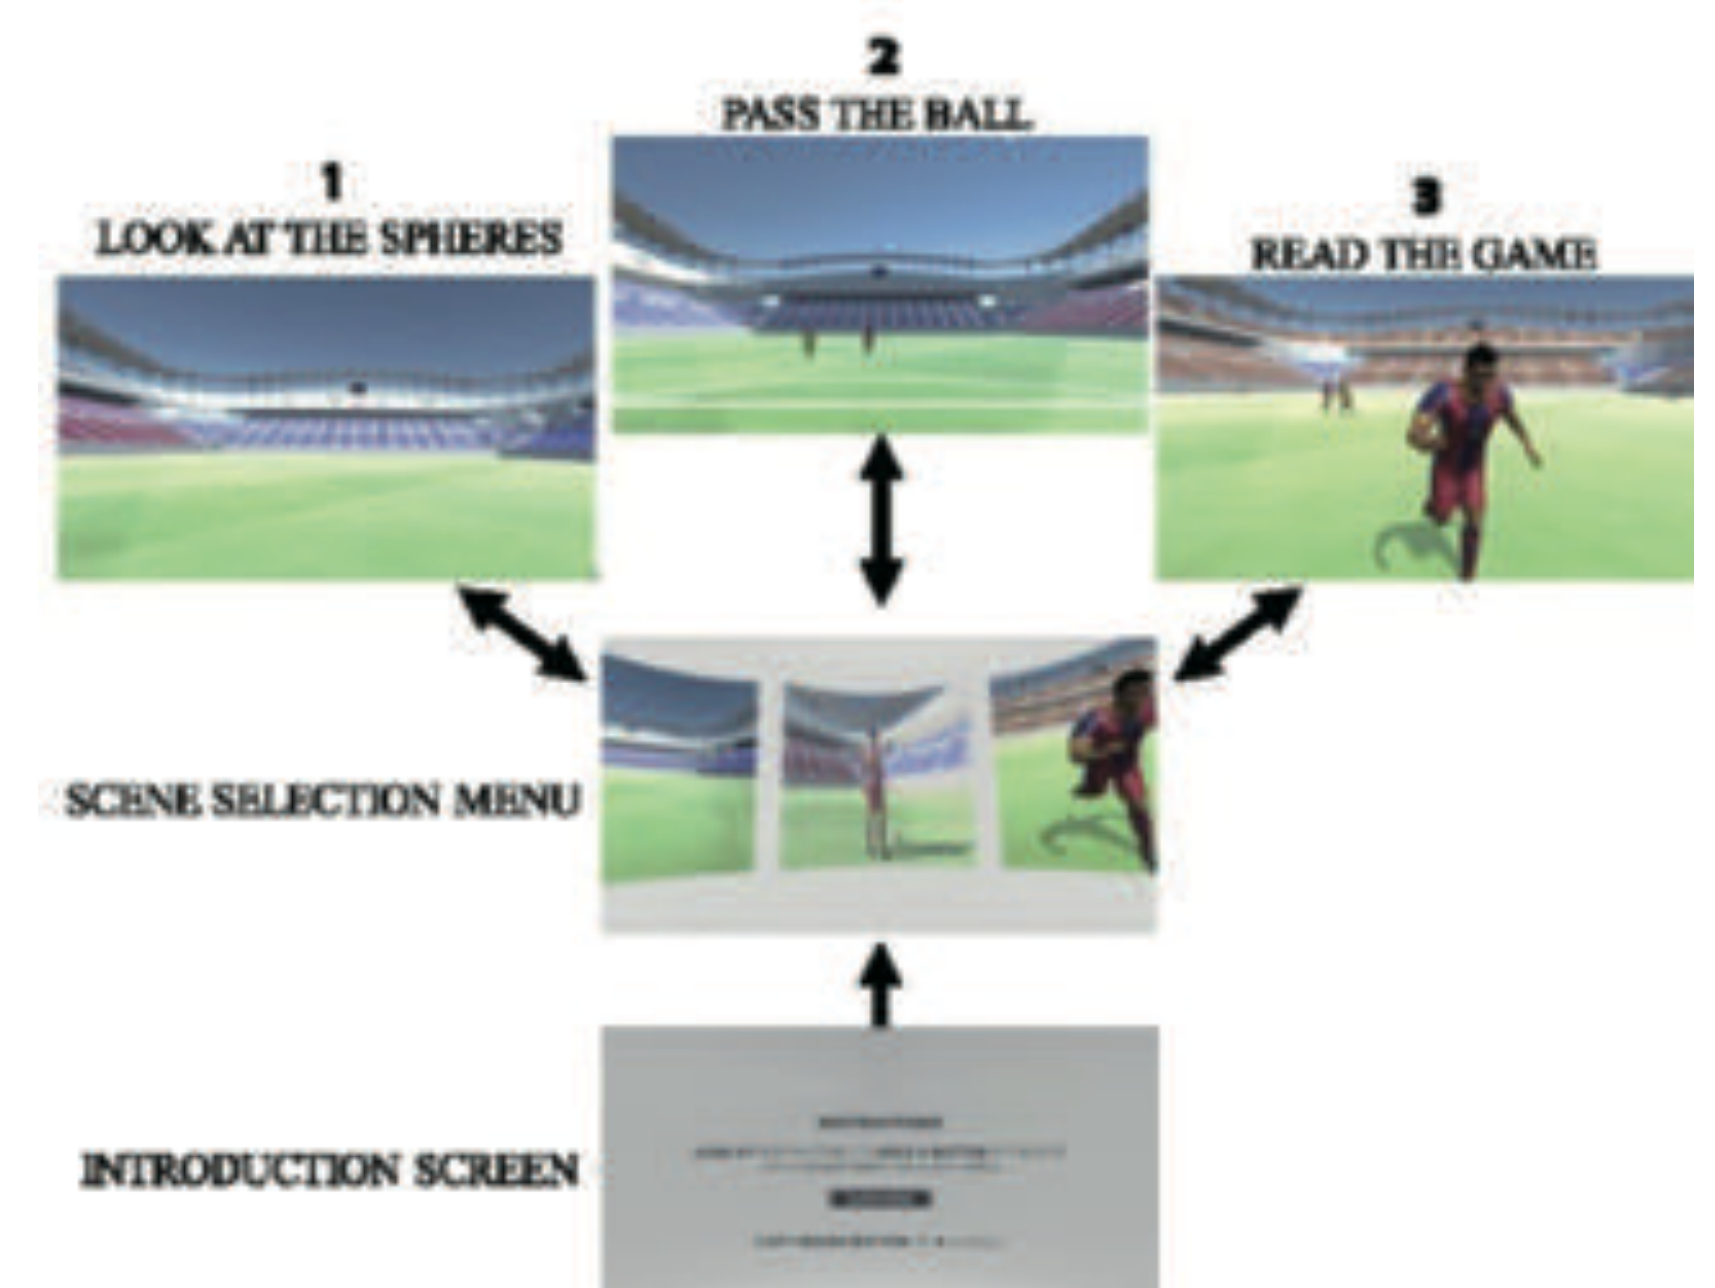 2
PASS THE BALL
1
LOOK AT THE SPHERES
3
READ THE GAME
SCENE SELECTION MENU
INTRODUCTION SCREEN